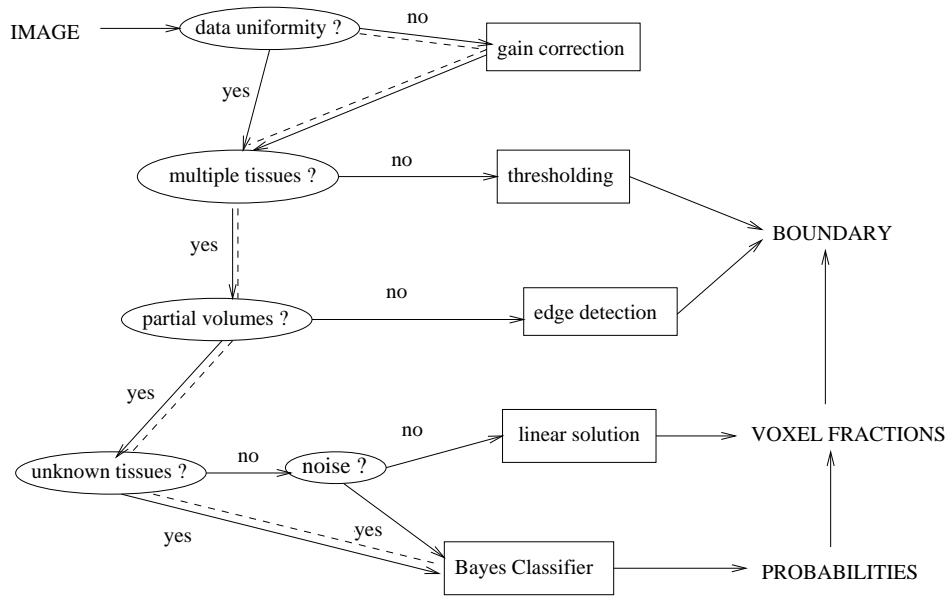 IMAGE
data uniformity ?
no
gain correction
yes
multiple tissues ?
no
thresholding
yes
BOUNDARY
partial volumes ?
no
edge detection
yes
unknown tissues ?
no
noise ?
no
linear solution
VOXEL FRACTIONS
yes
yes
Bayes Classifier
PROBABILITIES